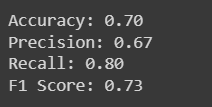 Accuracy: 0.70
Precision: 0.67
Recall: 0.80
F1 Score: 0.73